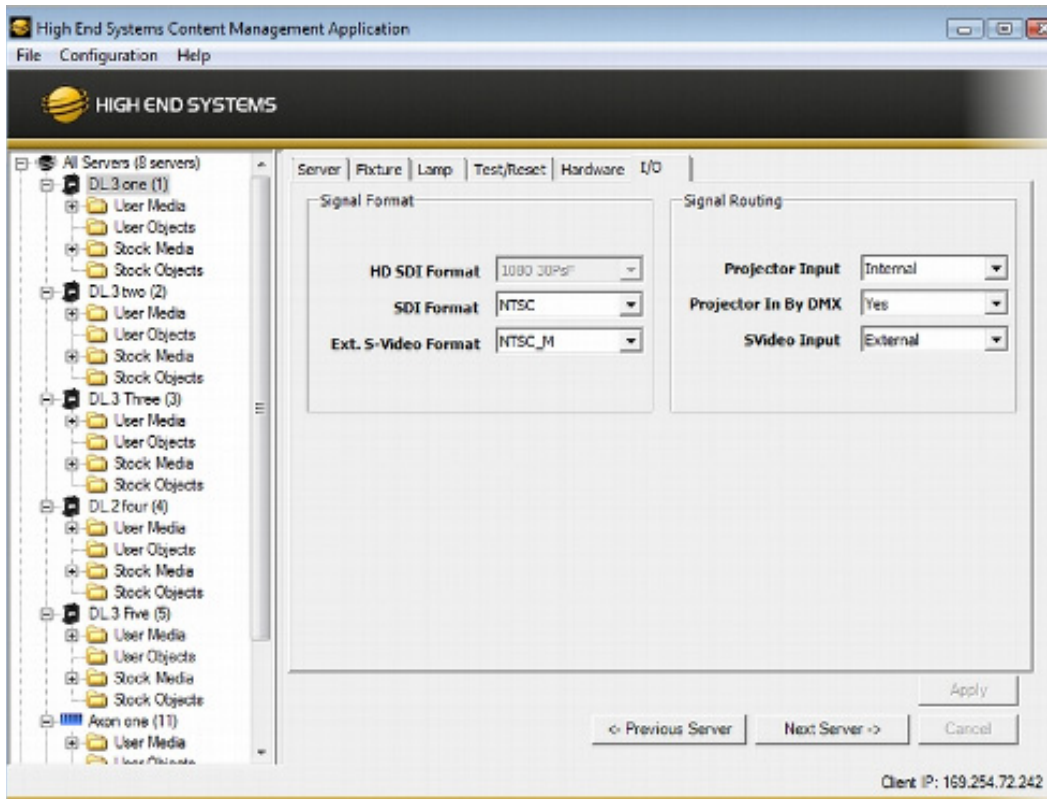 High End Systems Content Management Application
File Configuration Help
HIGH END SYSTEMS
All Servers (8 servers)
DL.3 one (1)
User Media
User Objects
Stock Media
Stock Objects
DL.3 two (2)
User Media
User Objects
Stock Media
Stock Objects
DL.3 Three (3)
User Media
User Objects
Stock Media
Stock Objects
DL.2 four (4)
User Media
User Objects
Stock Media
Stock Objects
DL.3 Five (5)
User Media
User Objects
Stock Media
Stock Objects
Axon one (11)
User Media
User Objects
Server Fixture Lamp Test/Reset Hardware I/O
Signal Format
HD SDI Format 1080 30PsF
SDI Format NTSC
Ext. S-Video Format NTSC_M
Signal Routing
Projector Input Internal
Projector In By DMX Yes
SVideo Input External
Apply
<- Previous Server Next Server -> Cancel
Client IP: 169.254.72.242